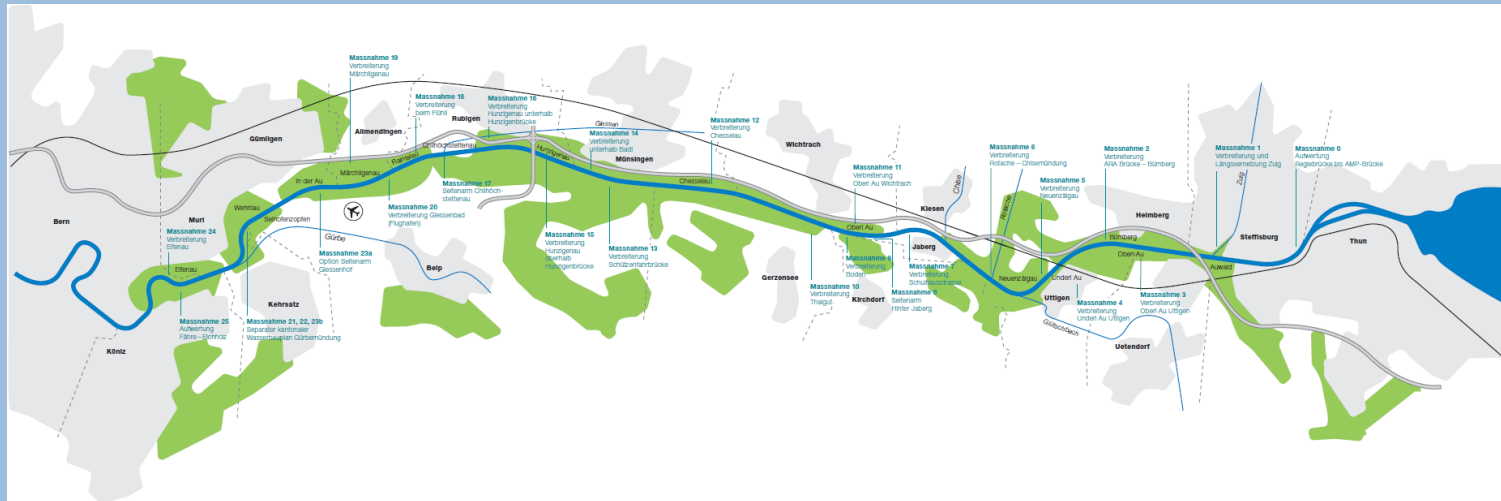 Massnahme 19
Verbreiterung
Märchligenau
Massnahme 18
Verbreiterung
beim Flühli
Massnahme 16
Verbreiterung
Hunzigenau unterhalb
Hunzigenbrücke
Massnahme 14
Verbreiterung
unterhalb Badi
Massnahme 12
Verbreiterung
Chesselau
Massnahme 11
Verbreiterung
Oberi Au Wichtrach
Massnahme 6
Verbreiterung
Rotache – Chisemündung
Massnahme 5
Verbreiterung
Neuenzälgau
Massnahme 2
Verbreiterung
ARA Brücke – Bümberg
Massnahme 1
Verbreiterung und
Längsvernetzung Zulg
Massnahme 0
Aufwertung
Regiebrücke bis AMP-Brücke
Gümligen
Allmendingen
Rubigen
Giessen
Münsingen
Wichtrach
Kiesen
Chise
Rotache
Heimberg
Zulg
Steffisburg
Thun
Bern
Muri
Wehrliau
In der Au
Märchligenau
Raintalau
Chlihöchstettenau
Hunzigenau
Chesselau
Oberi Au
Jaberg
Neuenzälgau
Underi Au
Bümberg
Oberi Au
Auwald
Selhofenzopfen
Gürbe
Belp
Elfenau
Kehrsatz
Köniz
Gerzensee
Kirchdorf
Uttigen
Glütschbach
Uetendorf
Massnahme 24
Verbreiterung
Elfenau
Massnahme 25
Aufwertung
Fähre – Eichholz
Massnahme 21, 22, 23b
Separater kantonaler
Wasserbauplan Gürbemündung
Massnahme 23a
Option Seitenarm
Giessenhof
Massnahme 20
Verbreiterung Giessenbad
(Flughafen)
Massnahme 17
Seitenarm Chlihöch-
stettenau
Massnahme 15
Verbreiterung
Hunzigenau
oberhalb
Hunzigenbrücke
Massnahme 13
Verbreiterung
Schützenfahrbrücke
Massnahme 10
Verbreiterung
Thalgut
Massnahme 9
Verbreiterung
Boden
Massnahme 8
Seitenarm
Hinter Jaberg
Massnahme 7
Verbreiterung
Schulhausstrasse
Massnahme 4
Verbreiterung
Underi Au Uttigen
Massnahme 3
Verbreiterung
Oberi Au Uttigen